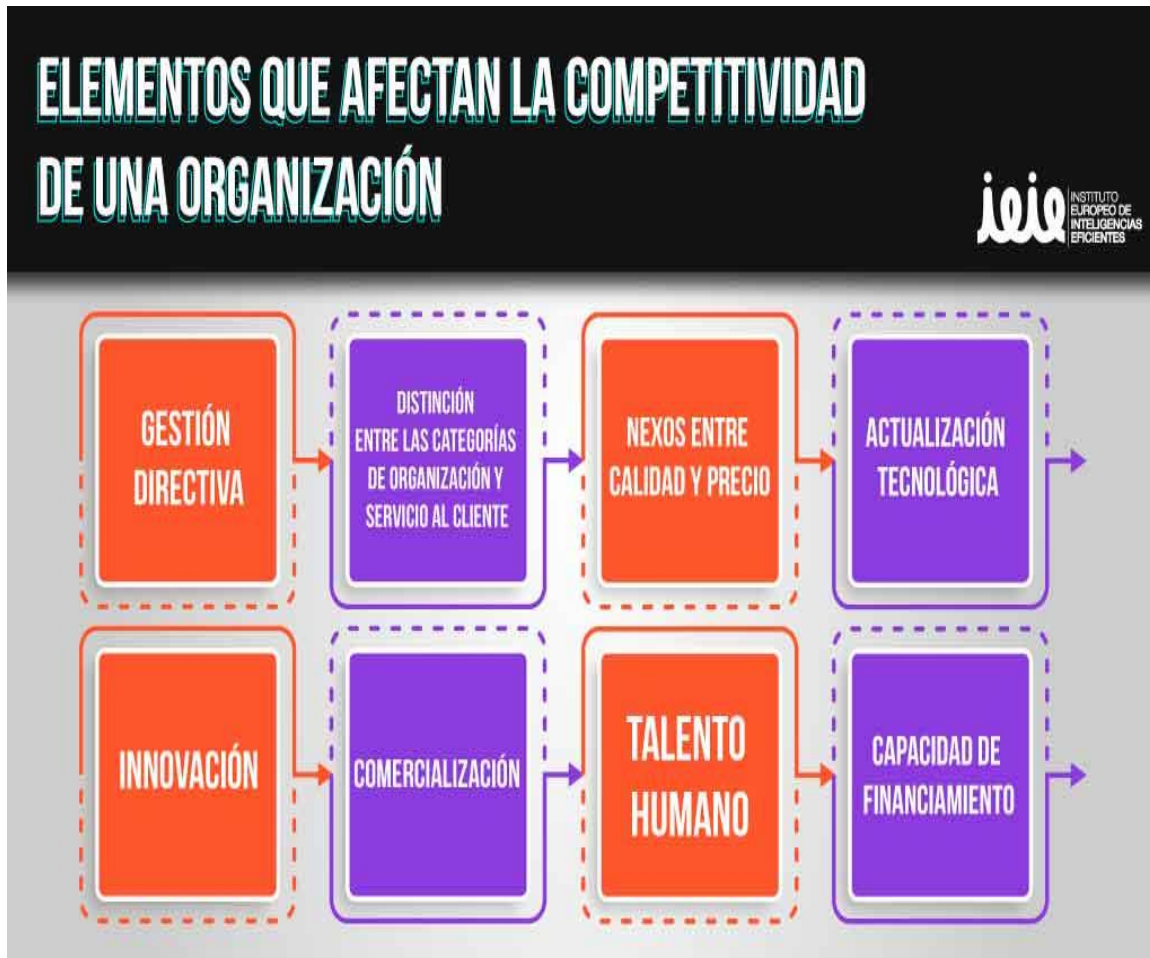 ELEMENTOS QUE AFECTAN LA COMPETITIVIDAD
DE UNA ORGANIZACIÓN
ieie
INSTITUTO
EUROPEO DE
INTELIGENCIAS
EFICIENTES
GESTIÓN
DIRECTIVA
DISTINCIÓN
ENTRE LAS CATEGORÍAS
DE ORGANIZACIÓN Y
SERVICIO AL CLIENTE
NEXOS ENTRE
CALIDAD Y PRECIO
ACTUALIZACIÓN
TECNOLÓGICA
INNOVACIÓN
COMERCIALIZACIÓN
TALENTO
HUMANO
CAPACIDAD DE
FINANCIAMIENTO